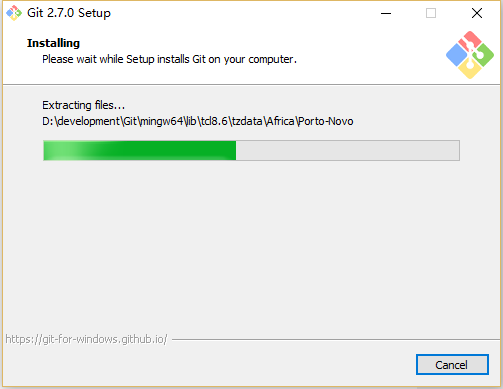 Git 2.7.0 Setup
Installing
Please wait while Setup installs Git on your computer.
Extracting files...
D:\development\Git\mingw64\lib\tcl8.6\tzdata\Africa\Porto-Novo
https://git-for-windows.github.io/
Cancel